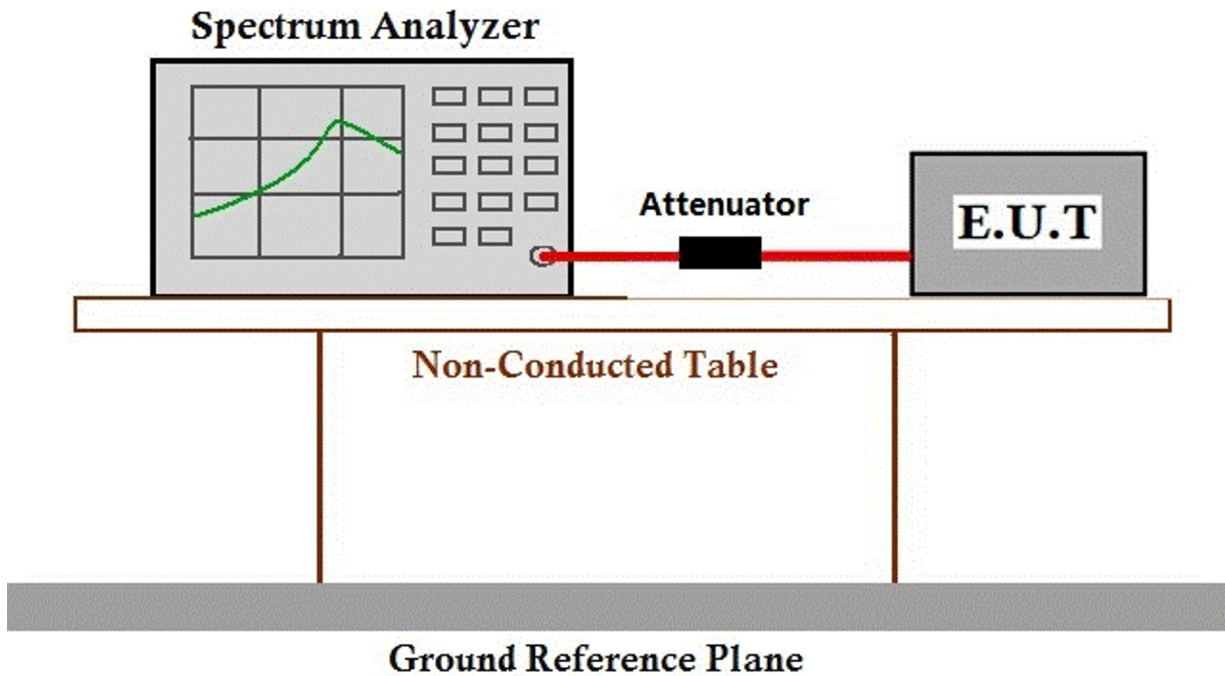 Spectrum Analyzer
Attenuator
E.U.T
Non-Conducted Table
Ground Reference Plane